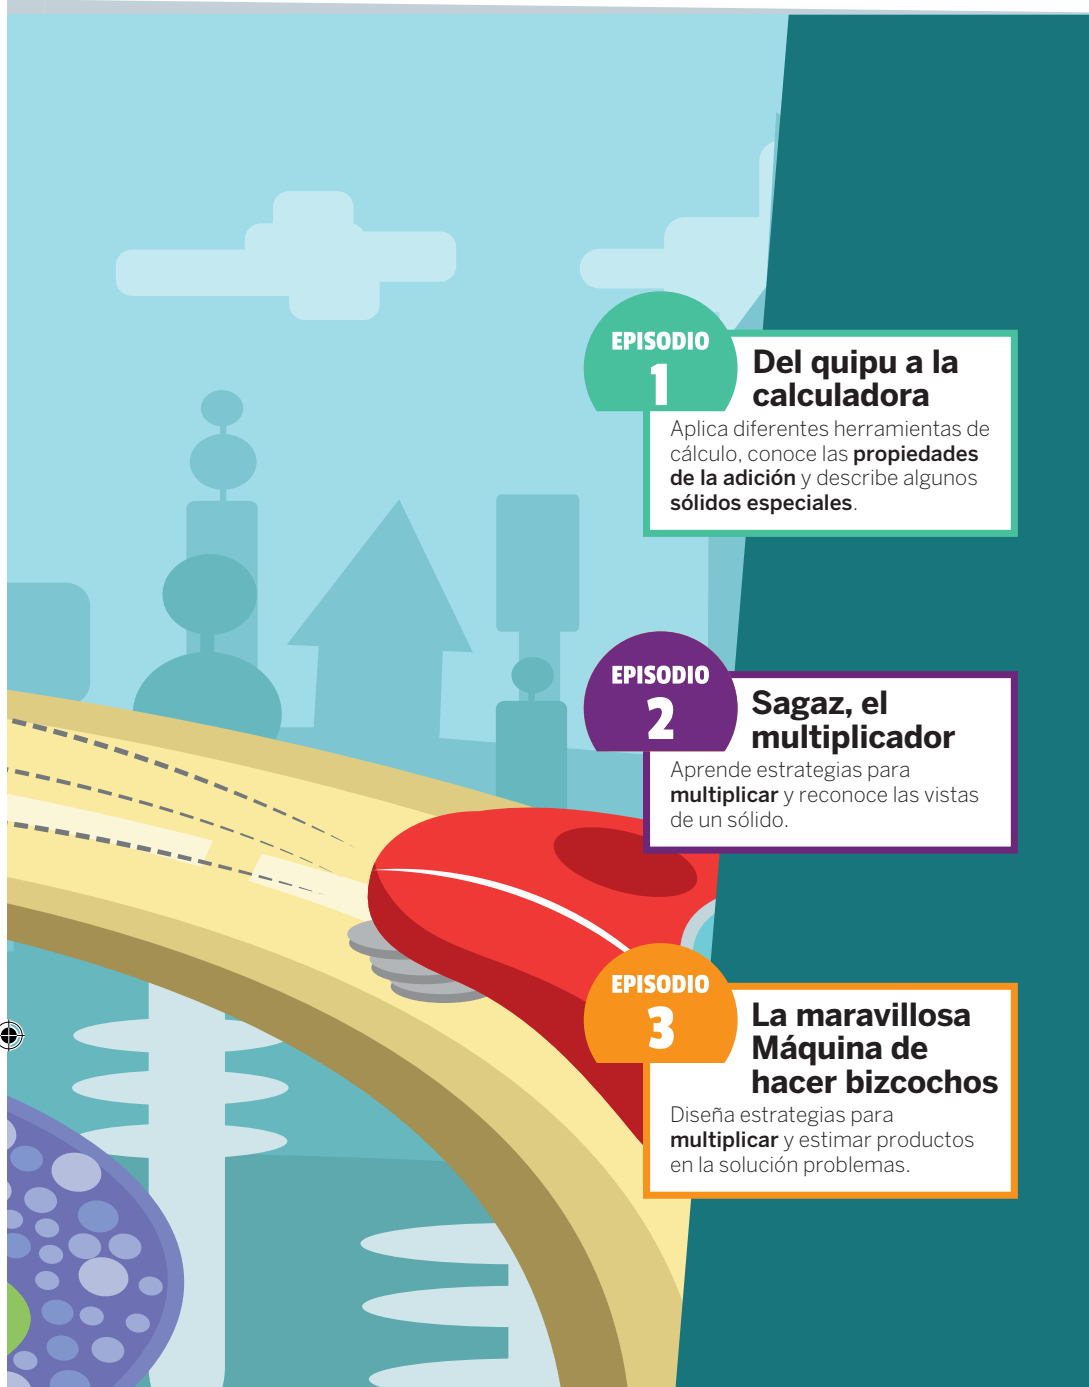 EPISODIO
1
Del quipu a la
calculadora
Aplica diferentes herramientas de
cálculo, conoce las propiedades
de la adición y describe algunos
sólidos especiales.
EPISODIO
2
Sagaz, el
multiplicador
Aprende estrategias para
multiplicar y reconoce las vistas
de un sólido.
EPISODIO
3
La maravillosa
Máquina de
hacer bizcochos
Diseña estrategias para
multiplicar y estimar productos
en la solución problemas.